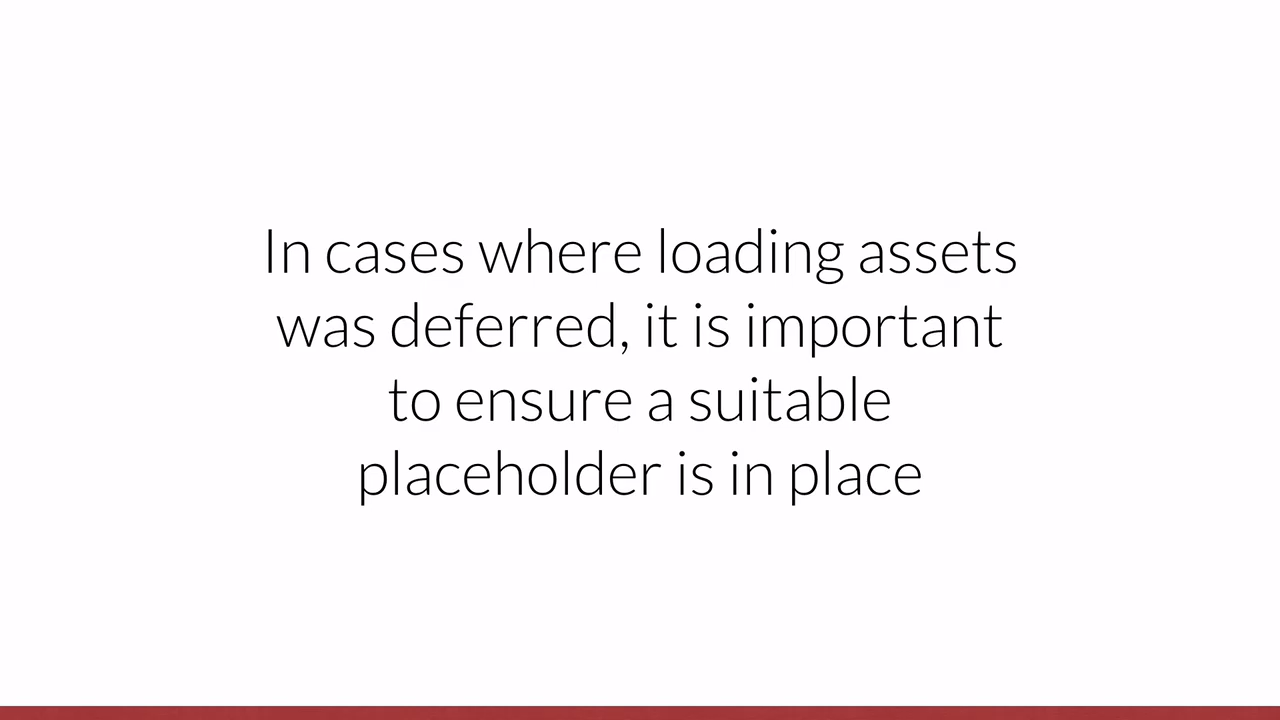 In cases where loading assets
was deferred, it is important
to ensure a suitable
placeholder is in place